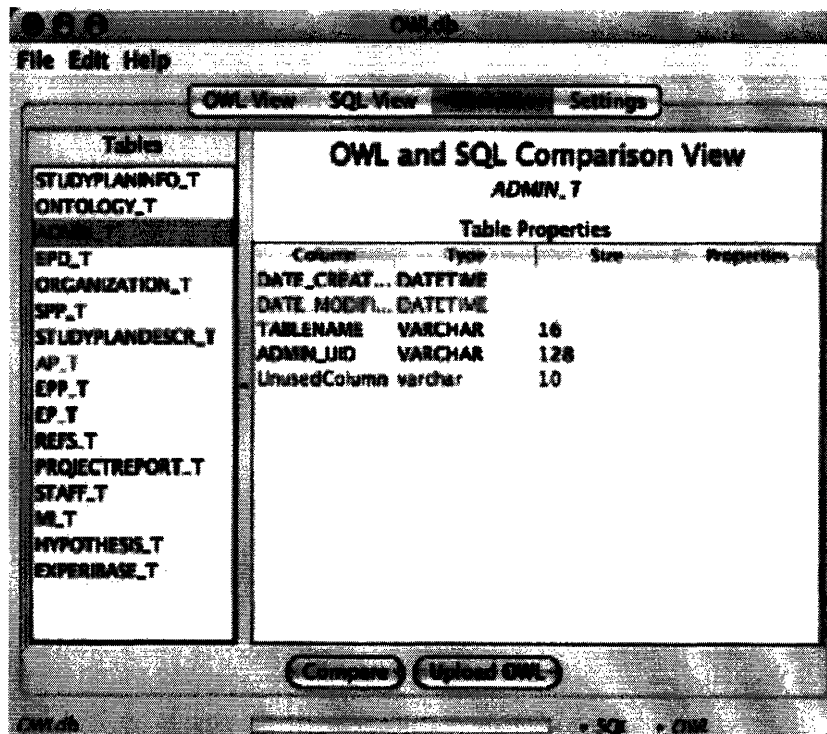 OWLdb
File Edit Help
OWL View SQL View Settings
Tables
STUDYPLANINFO_T
ONTOLOGY_T
ADMIN_T
EPD_T
ORGANIZATION_T
SPP_T
STUDYPLANDESCR_T
AP_T
EPP_T
EP_T
REFS_T
PROJECTREPORT_T
STAFF_T
MI_T
HYPOTHESIS_T
EXPERIBASE_T
OWL and SQL Comparison View
ADMIN_T
Table Properties
Column Type Size Properties
DATE_CREAT... DATETIME
DATE_MODIFI... DATETIME
TABLENAME VARCHAR 16
ADMIN_UID VARCHAR 128
UnusedColumn varchar 10
Compare Upload OWL
OWLdb • SQL • OWL